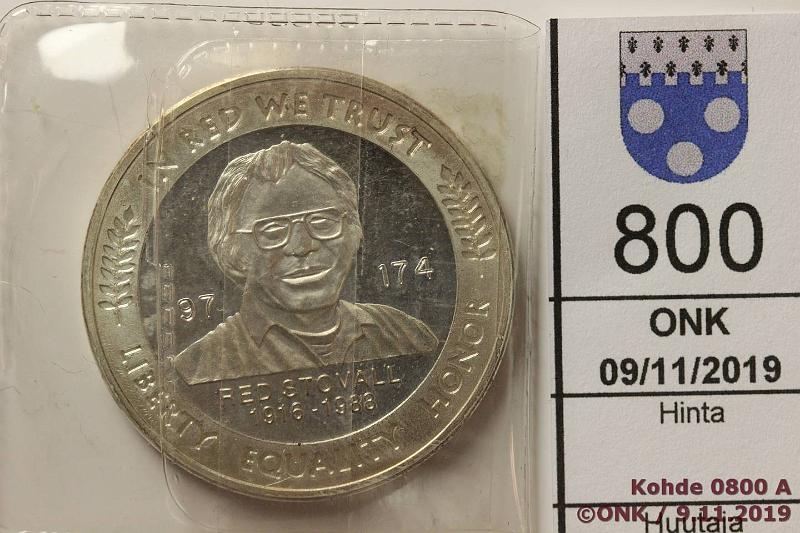 IN RED WE TRUST
97 174
RED STOVALL
1916-1983
LIBERTY EQUALITY HONOR
800
ONK
09/11/2019
Hinta
Kohde 0800 A
©ONK / 9.11.2019
Huutaja